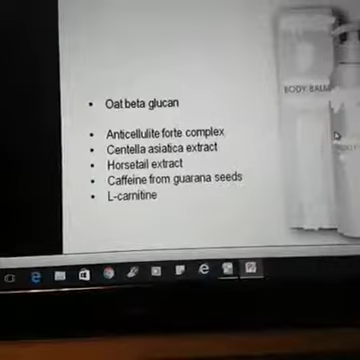 • Oat beta glucan
• Anticellulite forte complex
• Centella asiatica extract
• Horsetail extract
• Caffeine from guarana seeds
• L-carnitine
BODY BALM